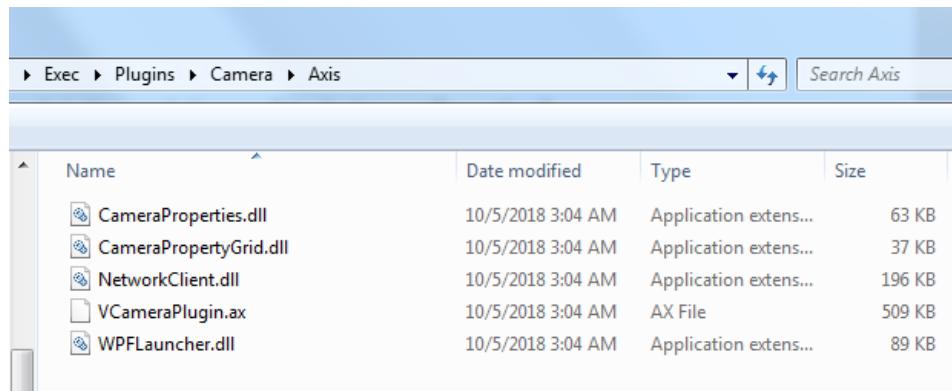 Exec Plugins Camera Axis Search Axis
Name Date modified Type Size
CameraProperties.dll 10/5/2018 3:04 AM Application extens... 63 KB
CameraPropertyGrid.dll 10/5/2018 3:04 AM Application extens... 37 KB
NetworkClient.dll 10/5/2018 3:04 AM Application extens... 196 KB
VCameraPlugin.ax 10/5/2018 3:04 AM AX File 509 KB
WPFLauncher.dll 10/5/2018 3:04 AM Application extens... 89 KB